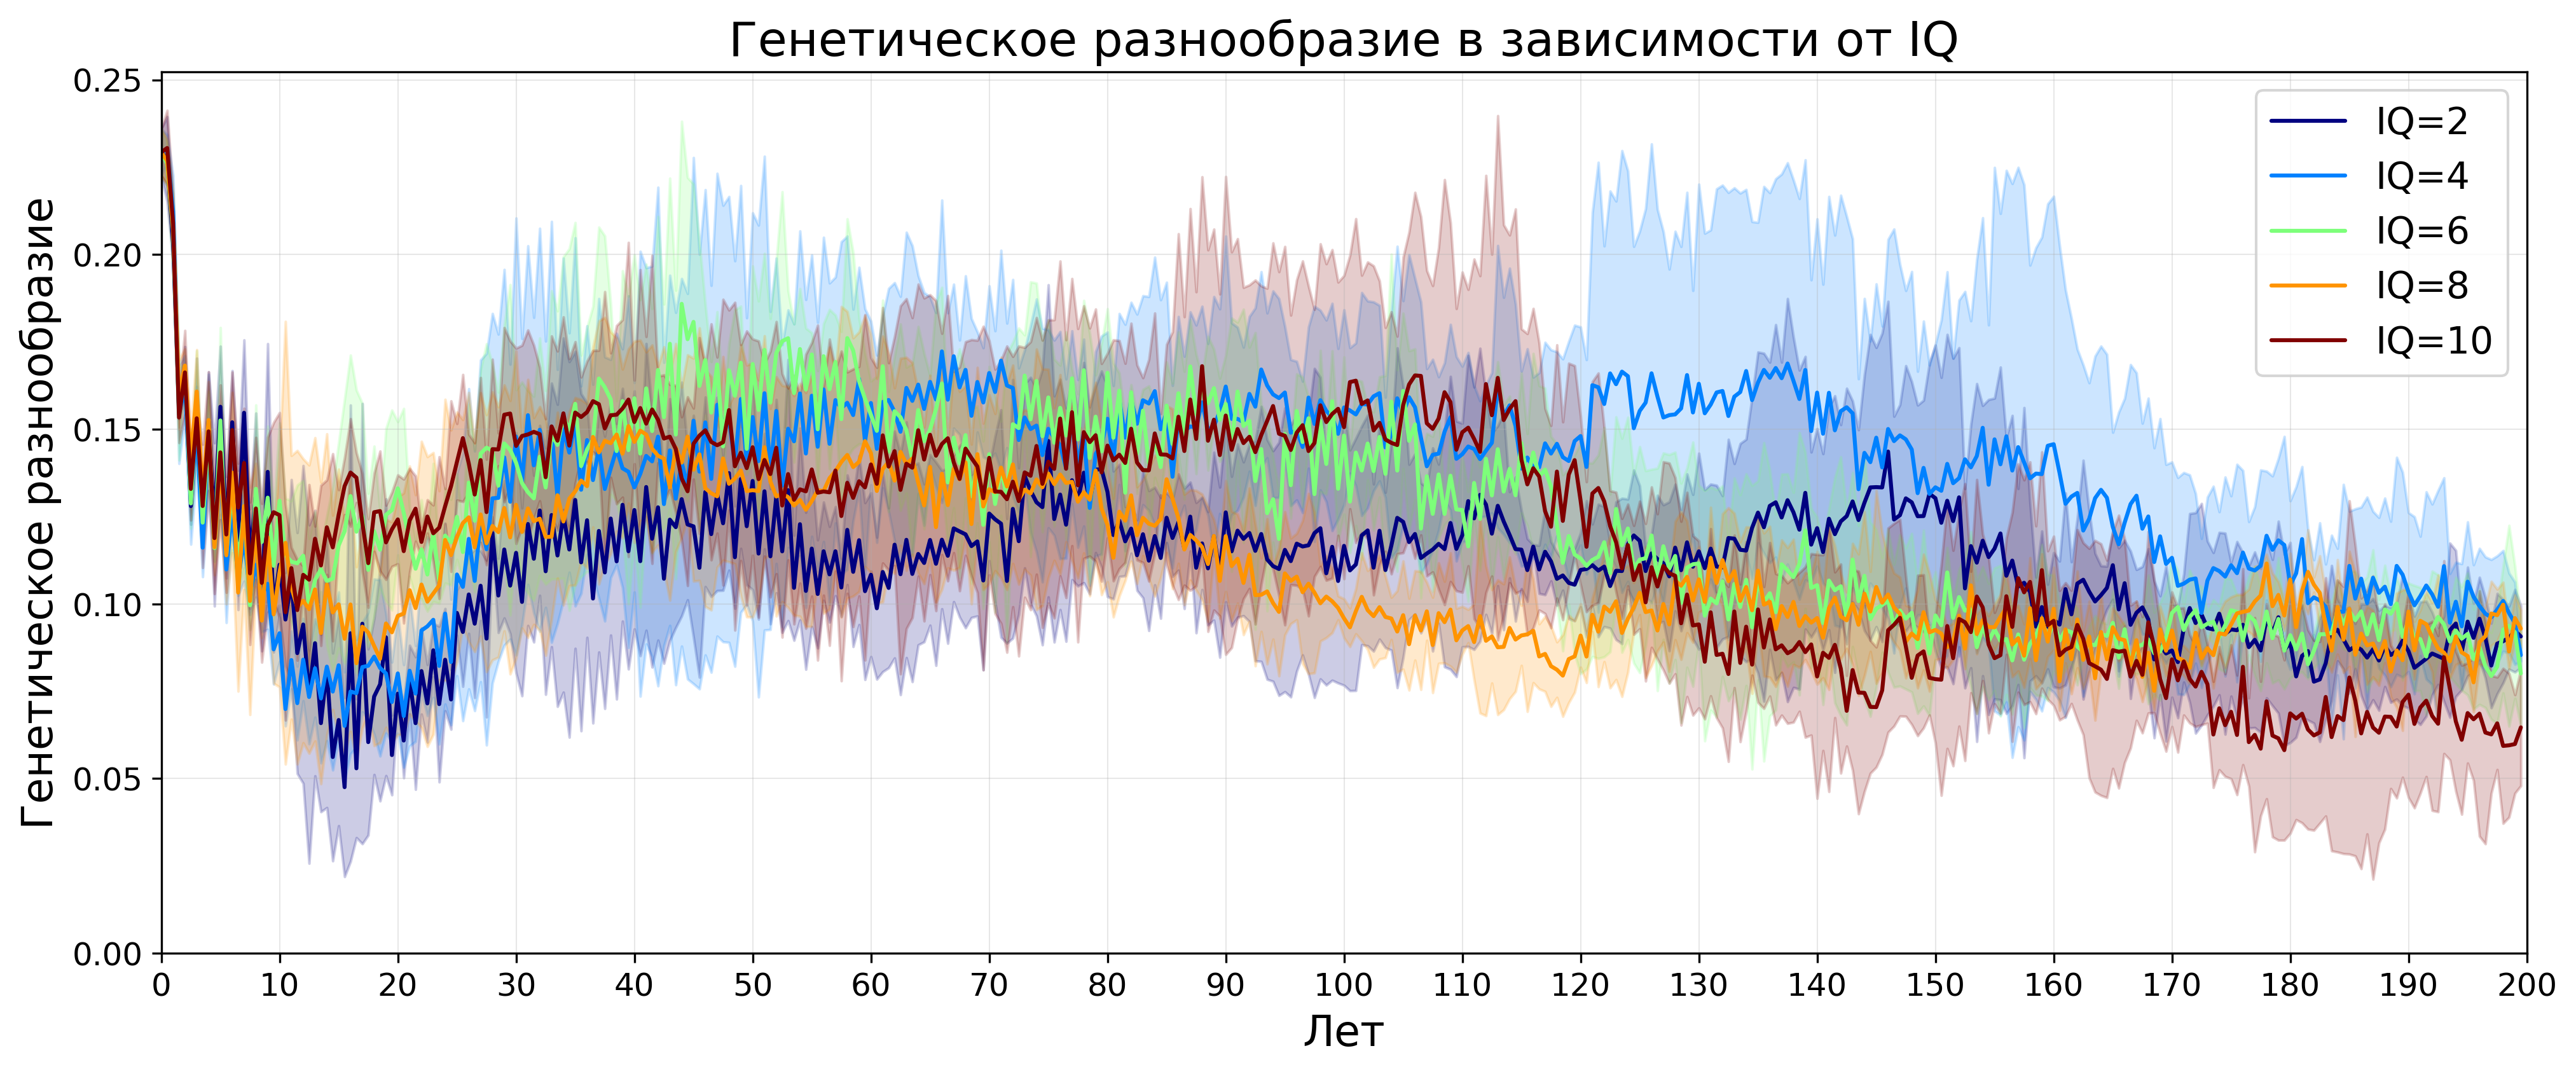 Генетическое разнообразие в зависимости от IQ
Генетическое разнообразие
0.25
0.20
0.15
0.10
0.05
0.00
IQ=2
IQ=4
IQ=6
IQ=8
IQ=10
0 10 20 30 40 50 60 70 80 90 100 110 120 130 140 150 160 170 180 190 200
Лет